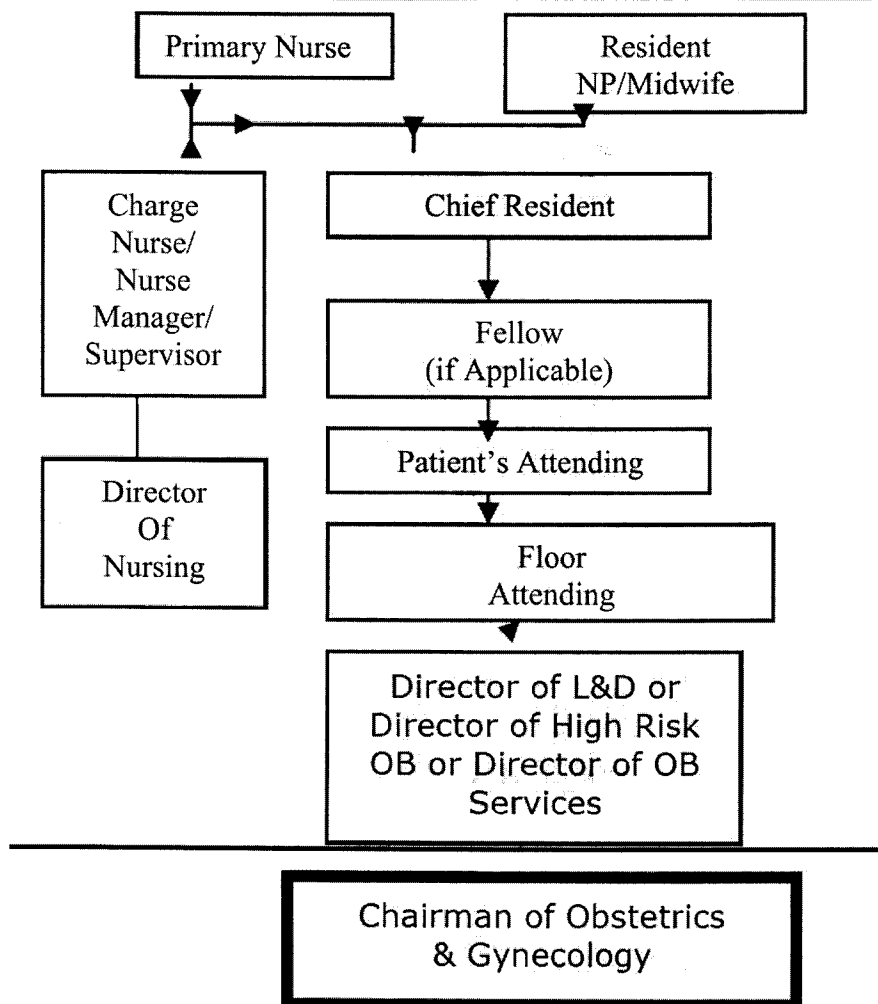 Primary Nurse
Resident
NP/Midwife
Charge
Nurse/
Nurse
Manager/
Supervisor
Chief Resident
Fellow
(if Applicable)
Patient's Attending
Director
Of
Nursing
Floor
Attending
Director of L&D or
Director of High Risk
OB or Director of OB
Services
Chairman of Obstetrics
& Gynecology